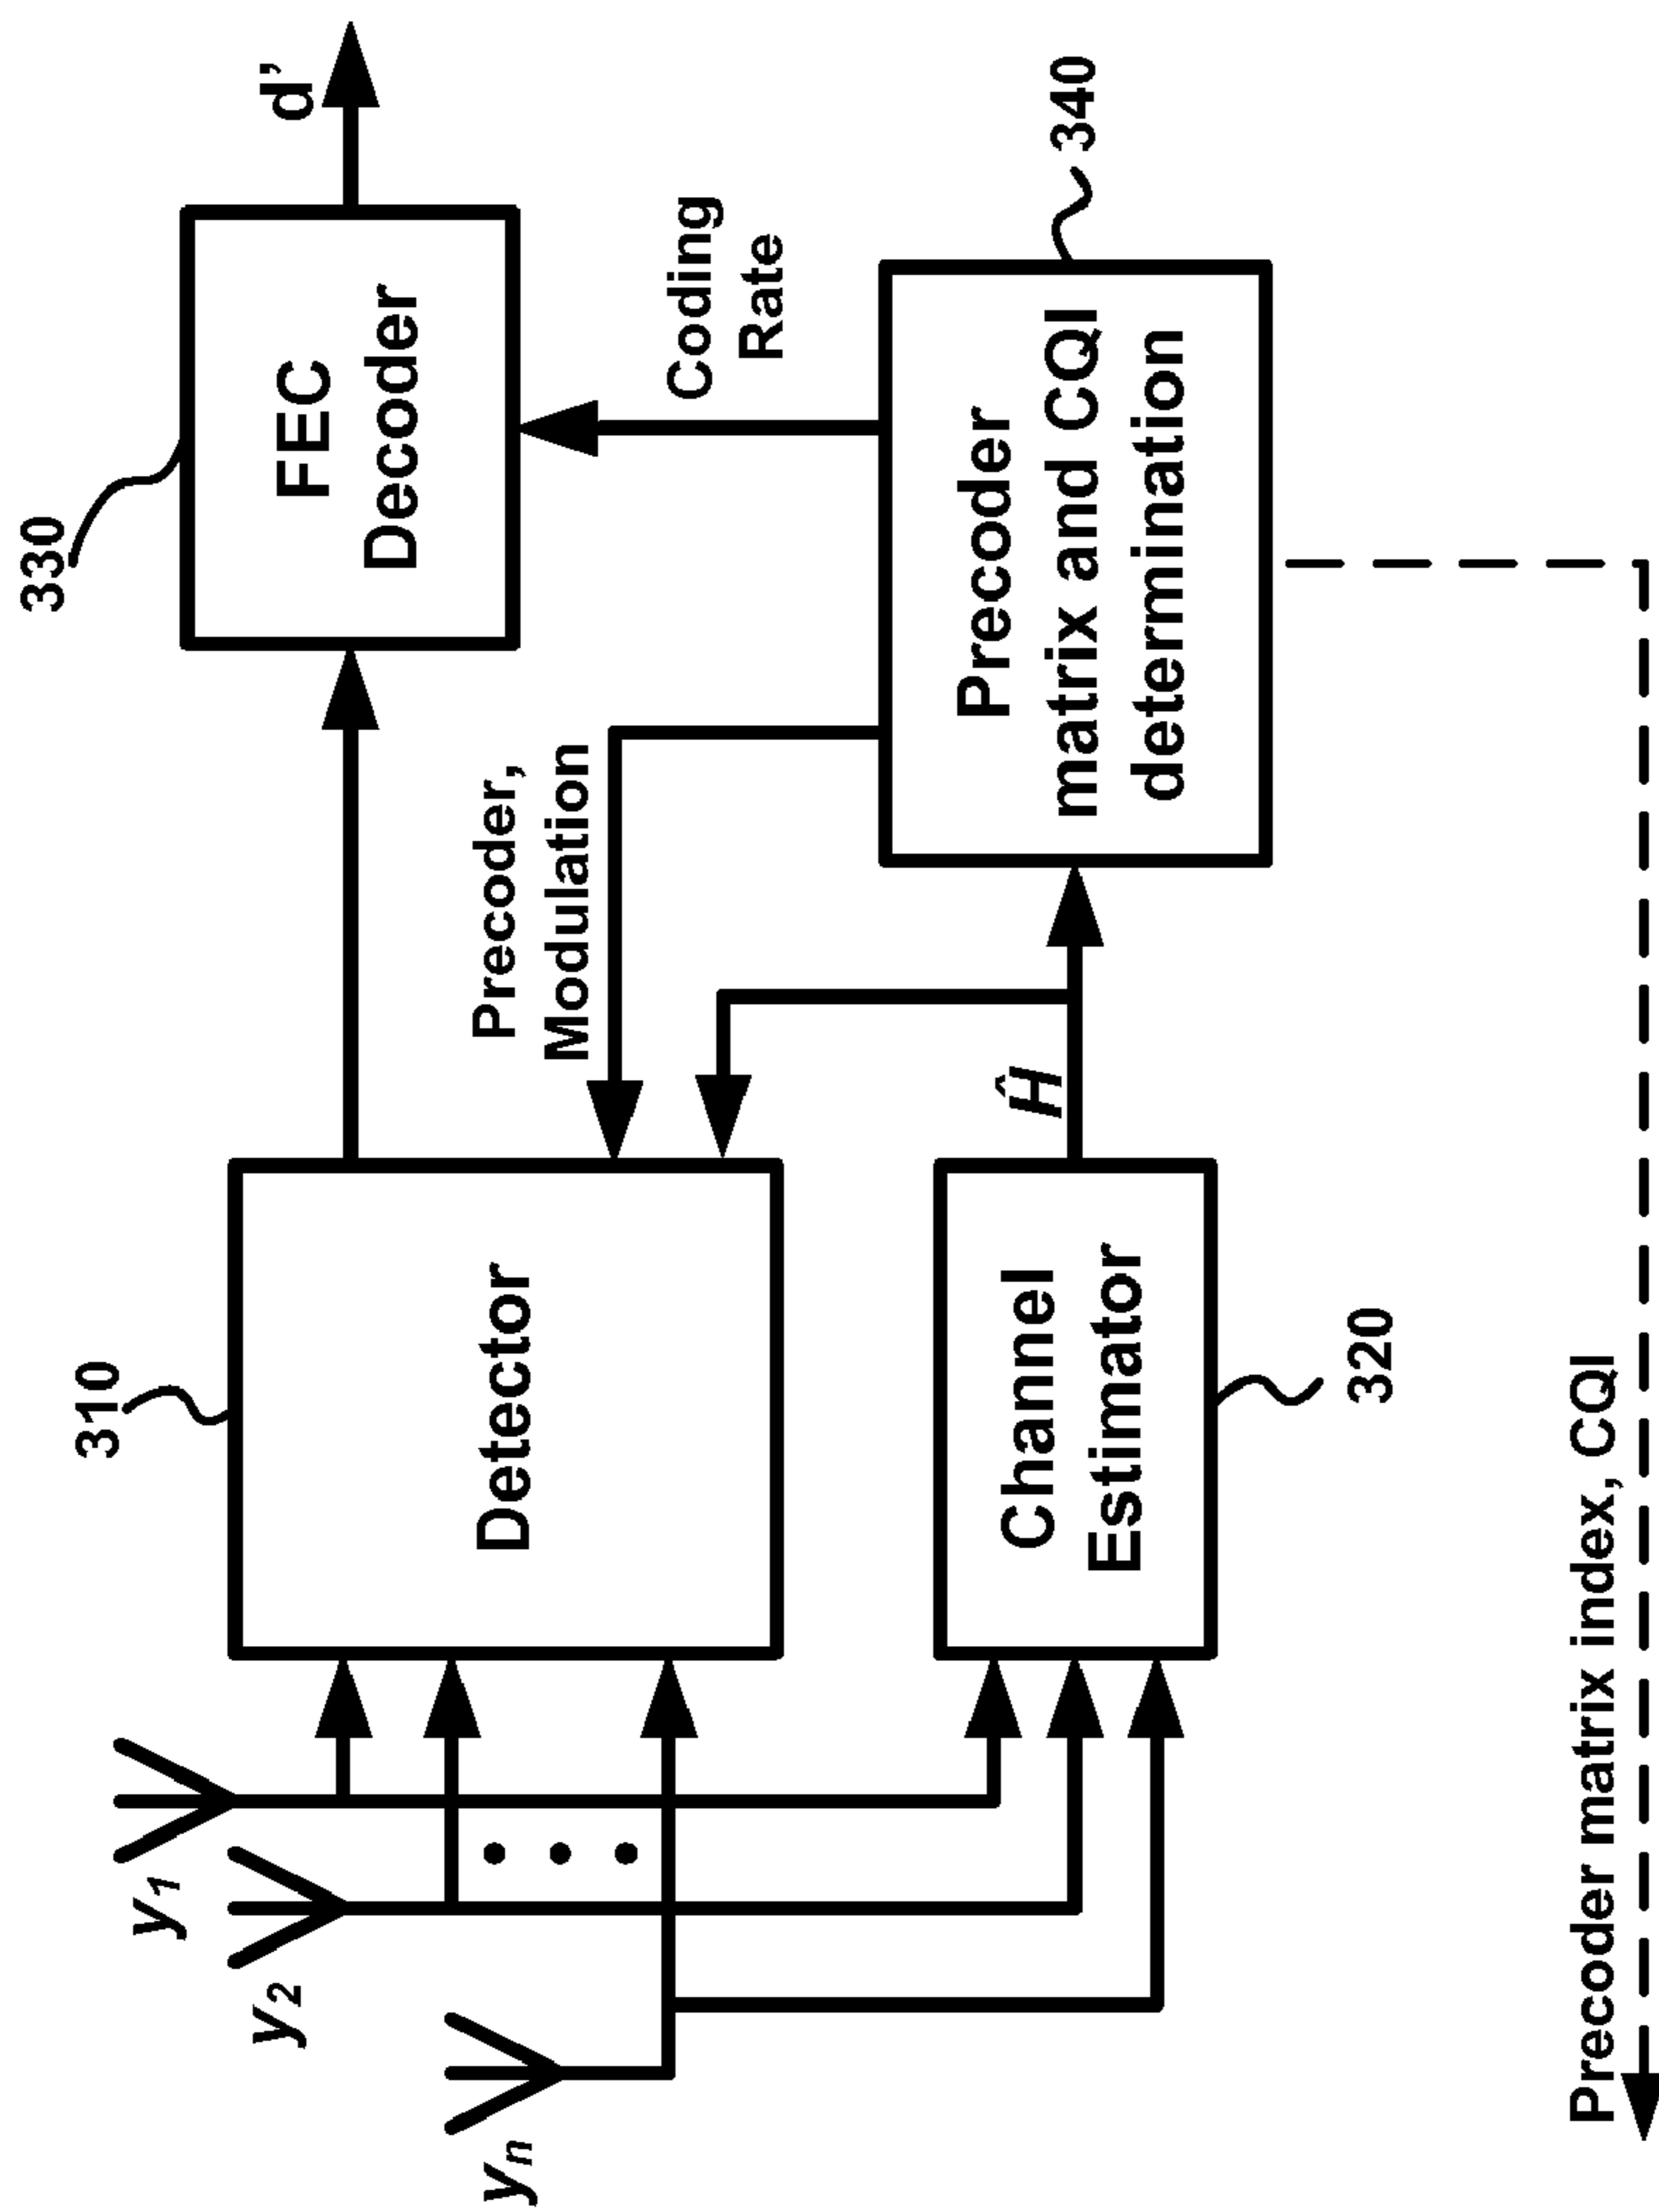 330
d'
FEC
Decoder
310
Detector
Precoder,
Modulation
Coding
Rate
y1
y2
yn
340
Precoder
matrix and CQI
determination
Ĥ
Channel
Estimator
320
Precoder matrix index, CQI